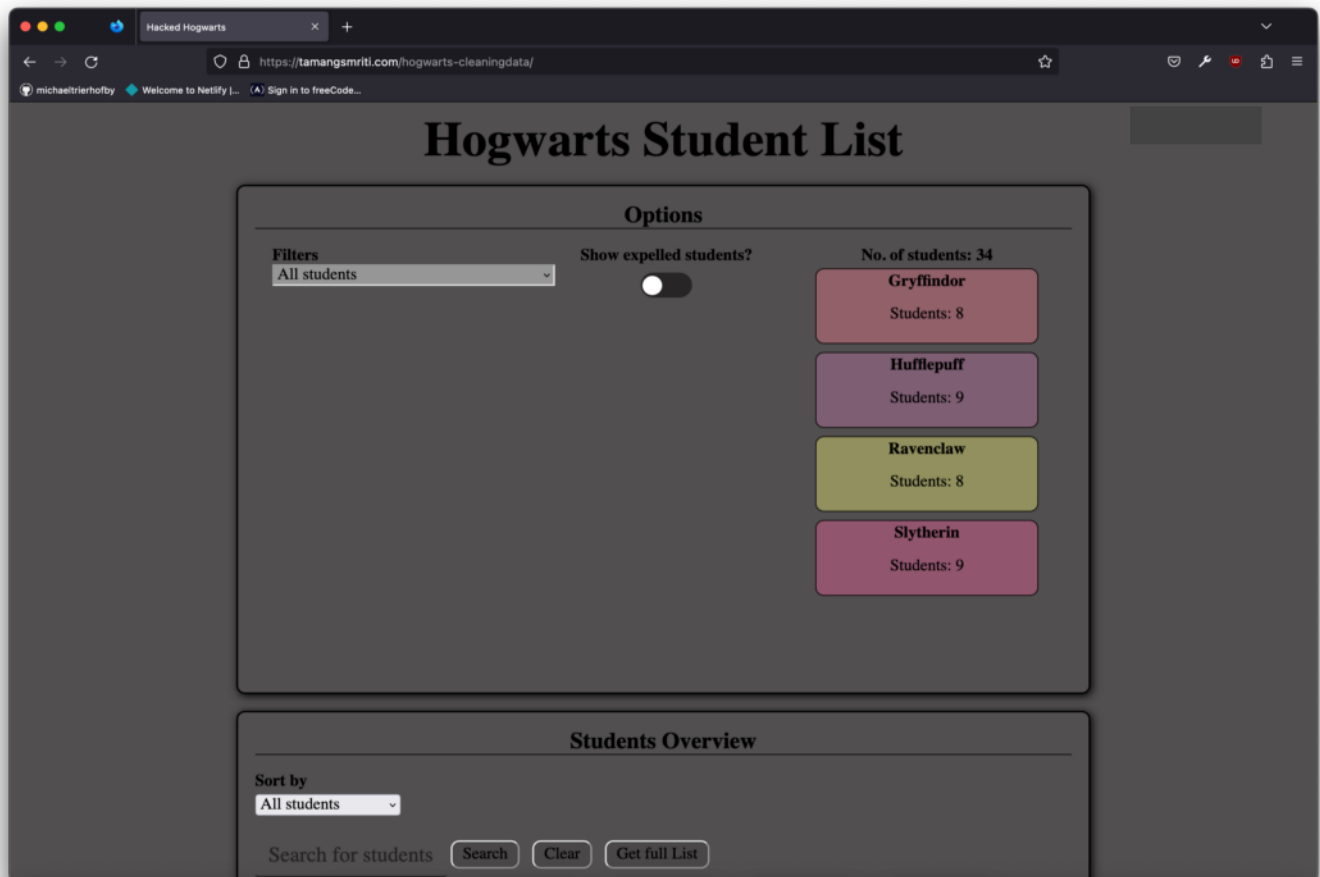 Hacked Hogwarts
https://tamangsmriti.com/hogwarts-cleaningdata/
michaeltrierhofby Welcome to Netlify |... (A) Sign in to freeCode...
Hogwarts Student List
Options
Filters
All students
Show expelled students?
No. of students: 34
Gryffindor
Students: 8
Hufflepuff
Students: 9
Ravenclaw
Students: 8
Slytherin
Students: 9
Students Overview
Sort by
All students
Search for students Search Clear Get full List